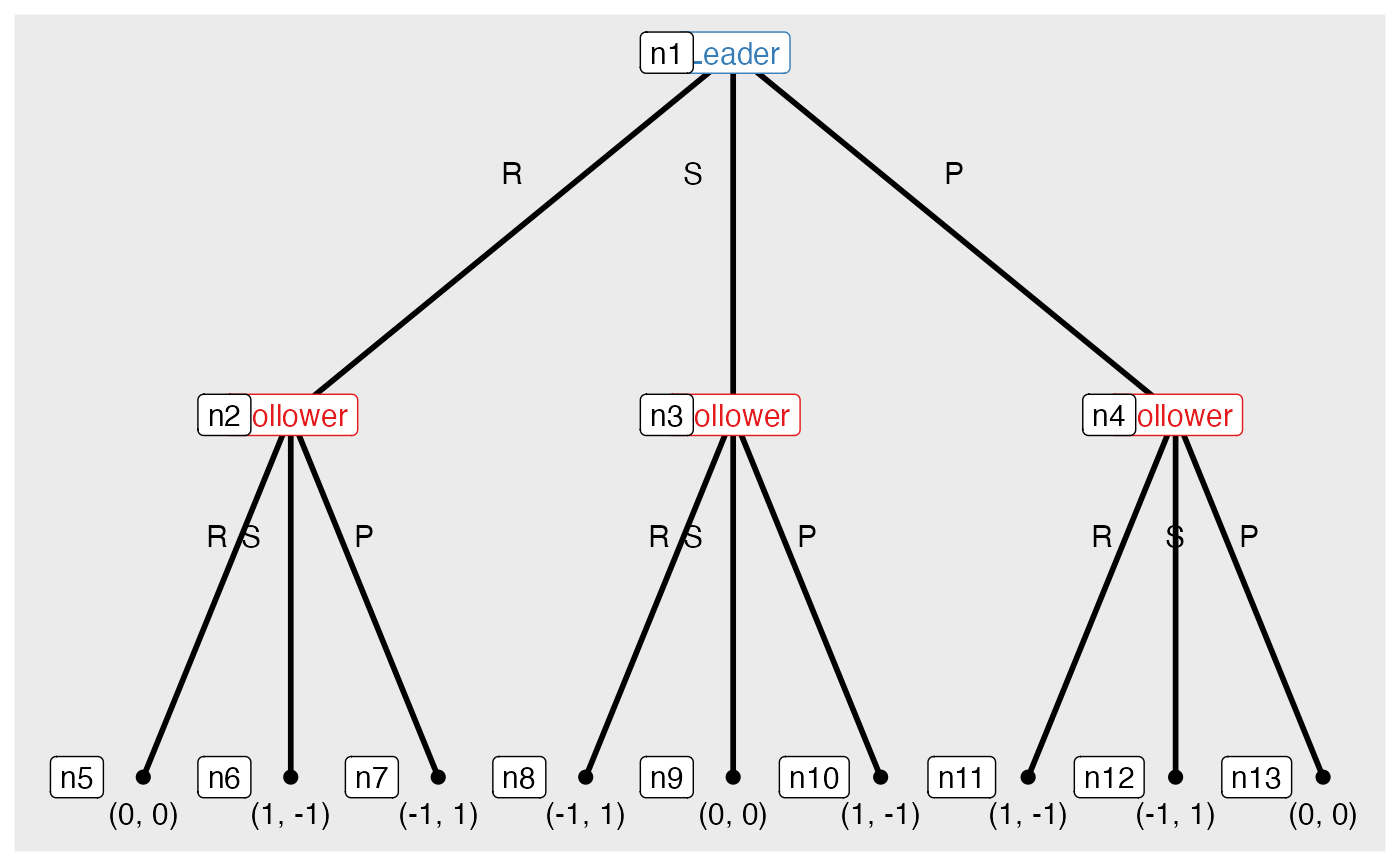 n1 Leader
R S P
n2 ollower n3 ollower n4 ollower
R S P R S P R S P
n5 n6 n7 n8 n9 n10 n11 n12 n13
(0, 0) (1, -1) (-1, 1) (-1, 1) (0, 0) (1, -1) (1, -1) (-1, 1) (0, 0)